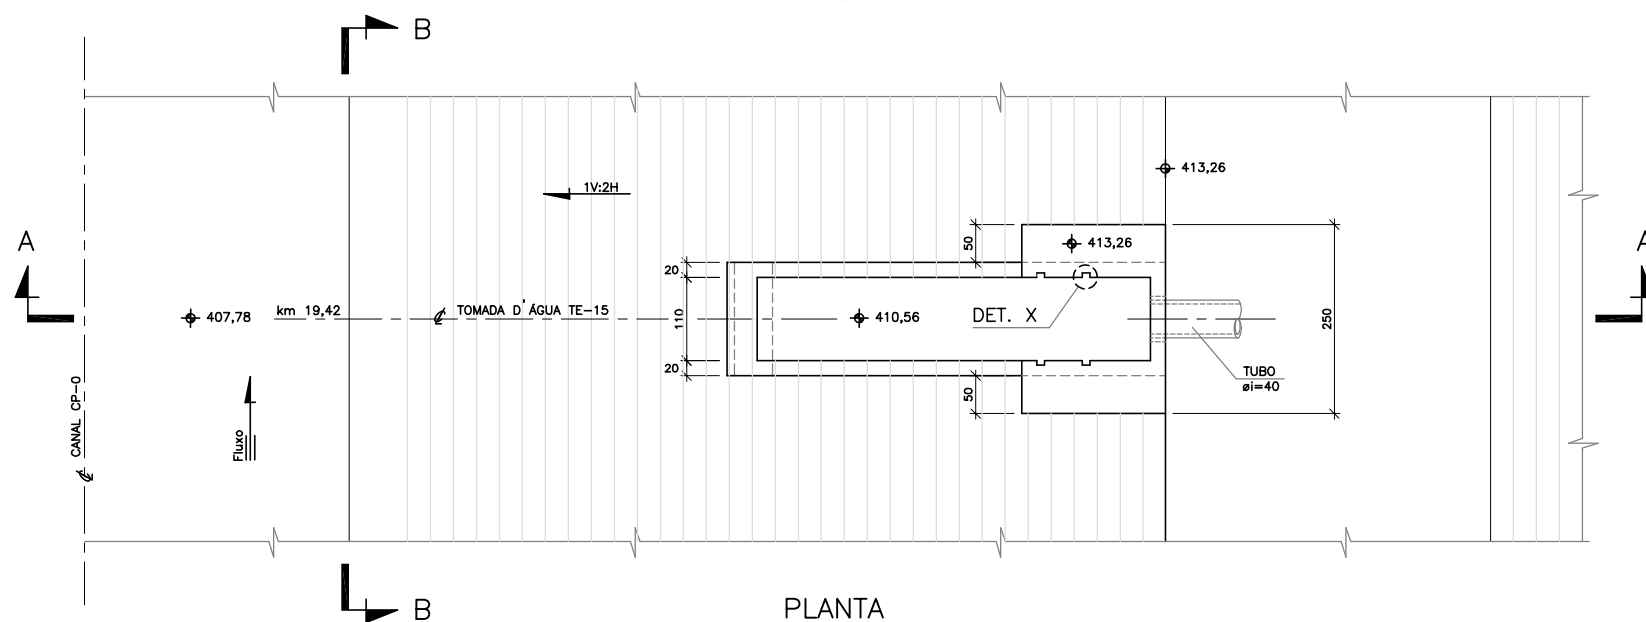 B
1V:2H
413,26
A
A
413,26
50
20
407,78
km 19,42
TOMADA D'ÁGUA TE-15
110
410,56
DET. X
250
20
TUBO
øi=40
50
CANAL CP-0
Fluxo
B
PLANTA